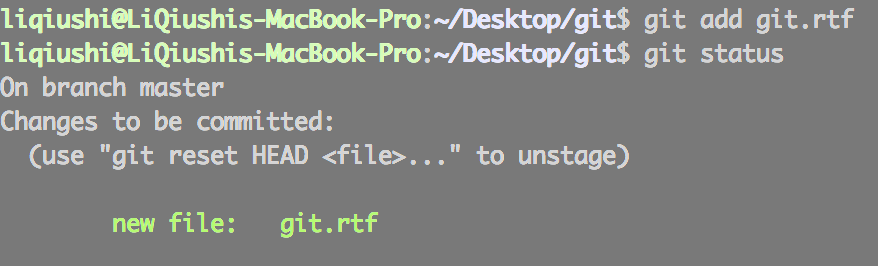 liqiushi@LiQiushis-MacBook-Pro:~/Desktop/git$ git add git.rtf
liqiushi@LiQiushis-MacBook-Pro:~/Desktop/git$ git status
On branch master
Changes to be committed:
  (use "git reset HEAD <file>..." to unstage)
        new file:   git.rtf